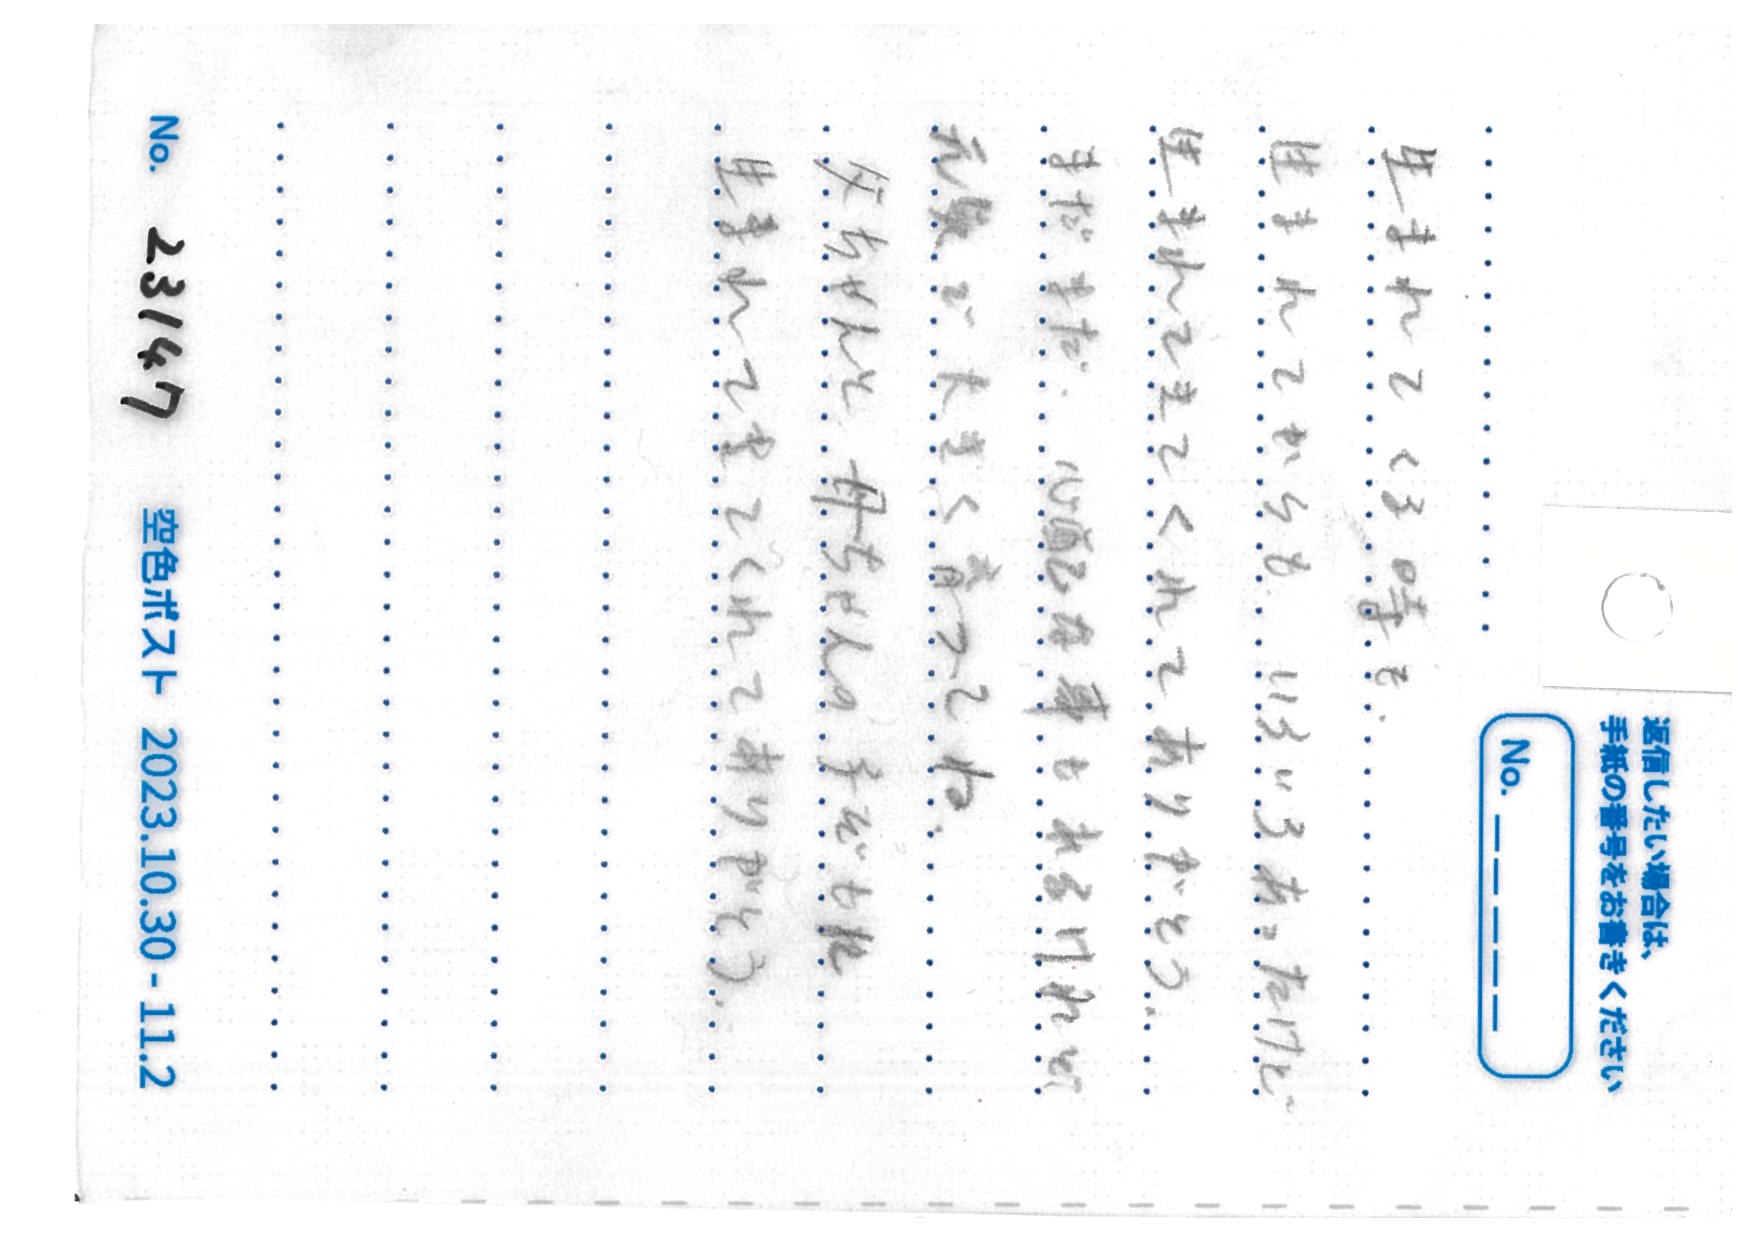 返信したい場合は、
手紙の番号をお書きください
No. _ _ _ _ _
生まれてくる時も、
生まれてからも いろいろあったけど
生まれてきてくれてありがとう。
まだまだ、心配な事もあるけれど、
元気で大きく育ってね。
父ちゃんと 母ちゃんの子どもに
生まれてきてくれてありがとう。
No. 23147 空色ポスト 2023.10.30 - 11.2